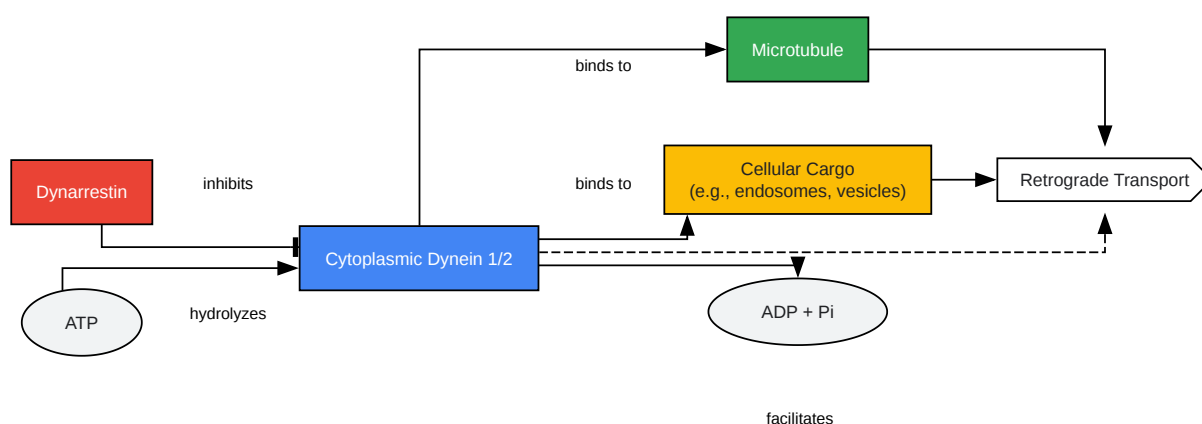 Microtubule
binds to
Cellular Cargo
(e.g., endosomes, vesicles)
Retrograde Transport
Dynarrestin
inhibits
binds to
Cytoplasmic Dynein 1/2
ATP
hydrolyzes
ADP + Pi
facilitates